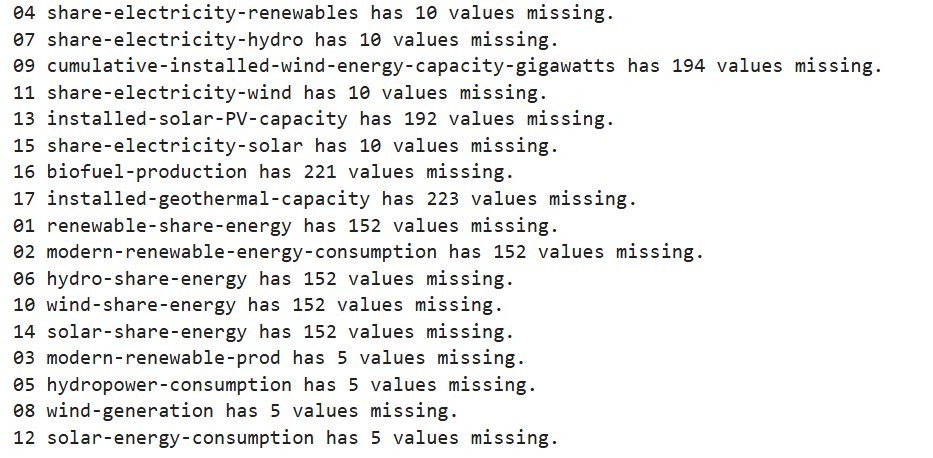 04 share-electricity-renewables has 10 values missing.
07 share-electricity-hydro has 10 values missing.
09 cumulative-installed-wind-energy-capacity-gigawatts has 194 values missing.
11 share-electricity-wind has 10 values missing.
13 installed-solar-PV-capacity has 192 values missing.
15 share-electricity-solar has 10 values missing.
16 biofuel-production has 221 values missing.
17 installed-geothermal-capacity has 223 values missing.
01 renewable-share-energy has 152 values missing.
02 modern-renewable-energy-consumption has 152 values missing.
06 hydro-share-energy has 152 values missing.
10 wind-share-energy has 152 values missing.
14 solar-share-energy has 152 values missing.
03 modern-renewable-prod has 5 values missing.
05 hydropower-consumption has 5 values missing.
08 wind-generation has 5 values missing.
12 solar-energy-consumption has 5 values missing.